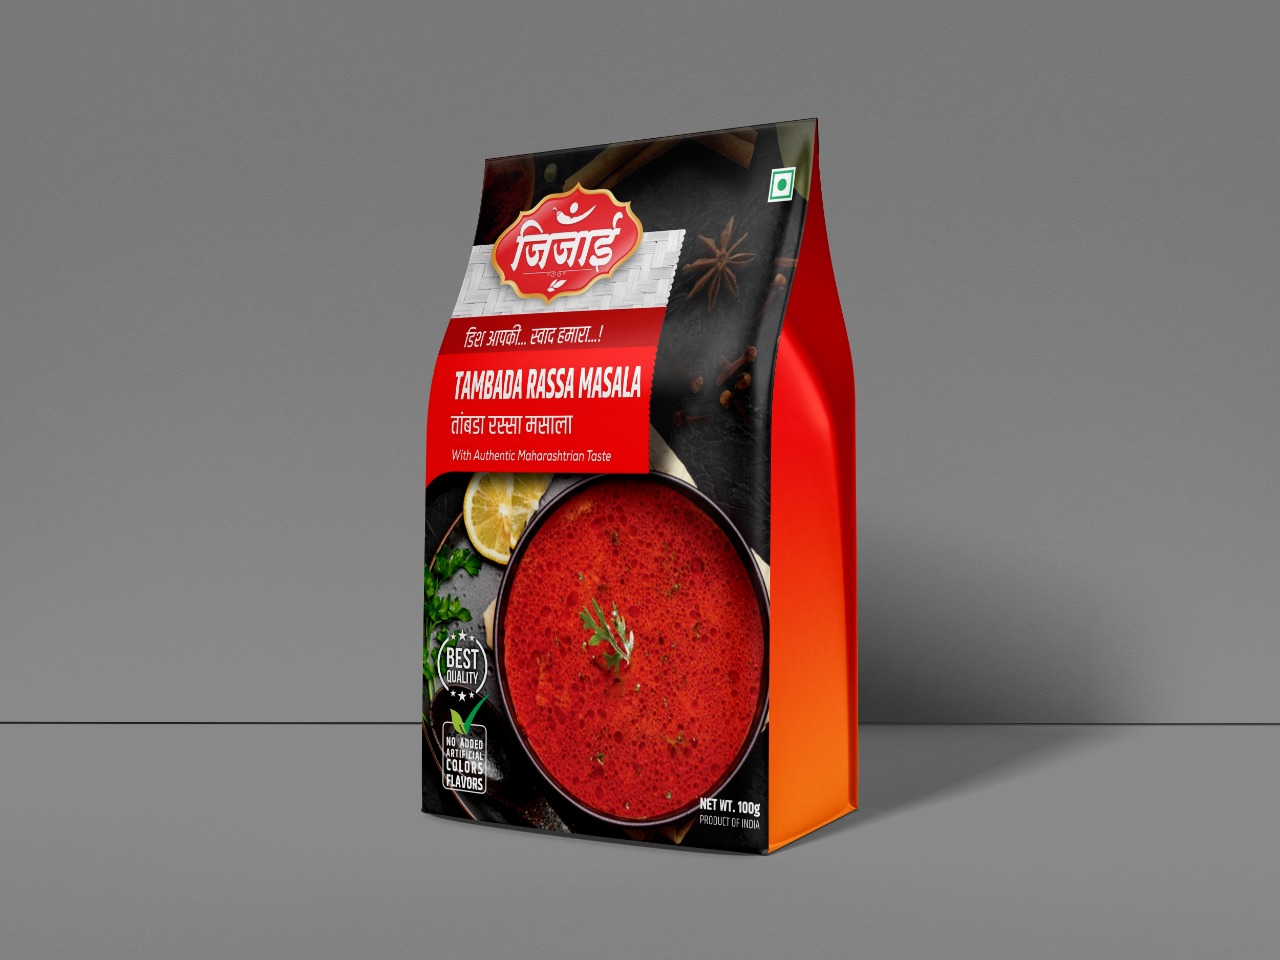 जिजाई
डिश आपकी... स्वाद हमारा...!
TAMBADA RASSA MASALA
तांबडा रस्सा मसाला
With Authentic Maharashtrian Taste
BEST
QUALITY
NO ADDED
ARTIFICIAL
COLORS
FLAVORS
NET WT. 100g
PRODUCT OF INDIA